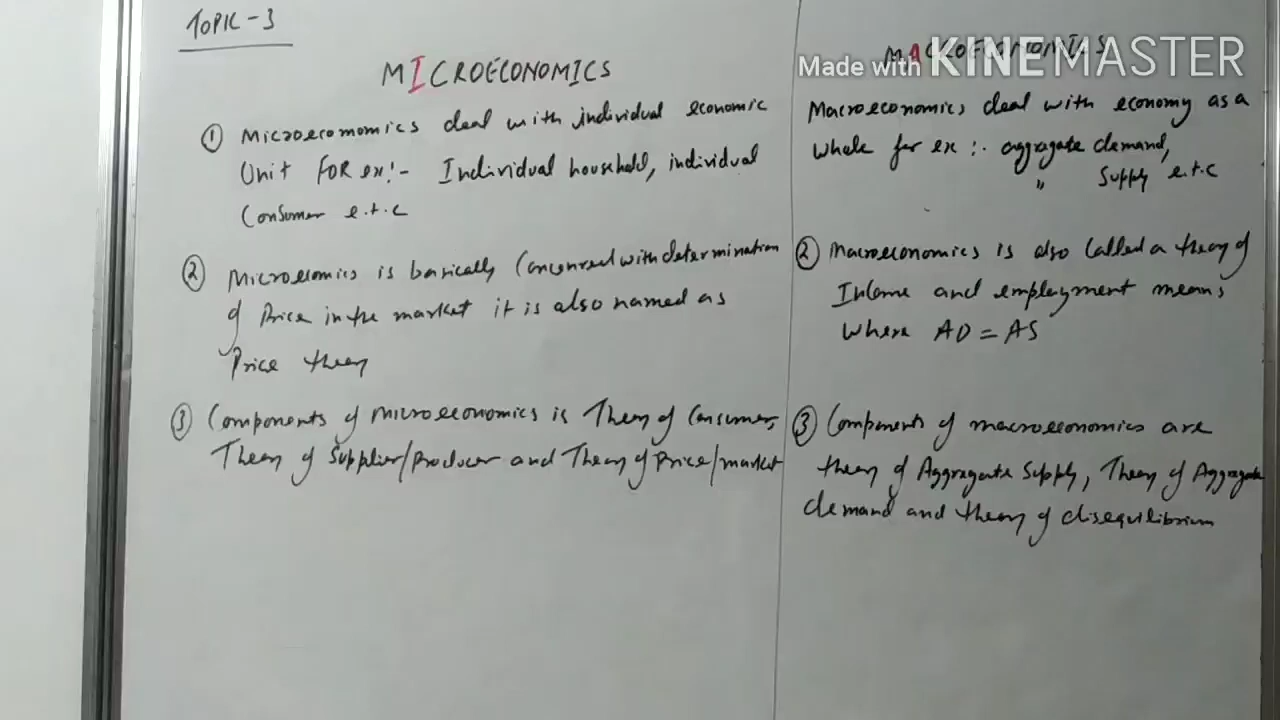 TOPIC-3
MICROECONOMICS
① Microecomomics deal with individual economic
Unit FOR ex:- Individual household, individual
Consumer e.t.c
② Microecomics is basically Concenred with determination
of Price in the market it is also named as
Price theory
③ Components of microeconomics is Theory of Consumer,
Theory of Supplier/Producer and Theory of Price/market
MACROECONOMICS
Made with KINEMASTER
Macroeconomics deal with economy as a
Whole for ex:- aggregate demand,
" Supply e.t.c
② Macroeconomics is also Called a theory of
Income and employment means
Where AD = AS
③ Components of macroeconomics are
theory of Aggregate Supply, Theory of Aggregate
demand and theory of disequilibrium